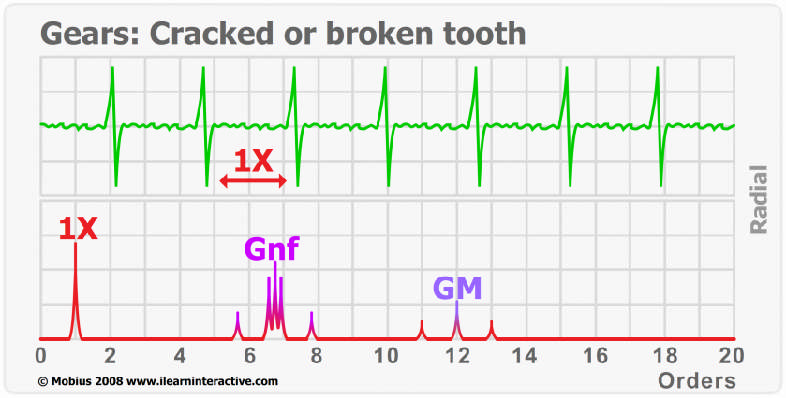 Gears: Cracked or broken tooth
1X
Radial
1X
Gnf
GM
0 2 4 6 8 10 12 14 16 18 20
© Mobius 2008 www.ilearninteractive.com
Orders